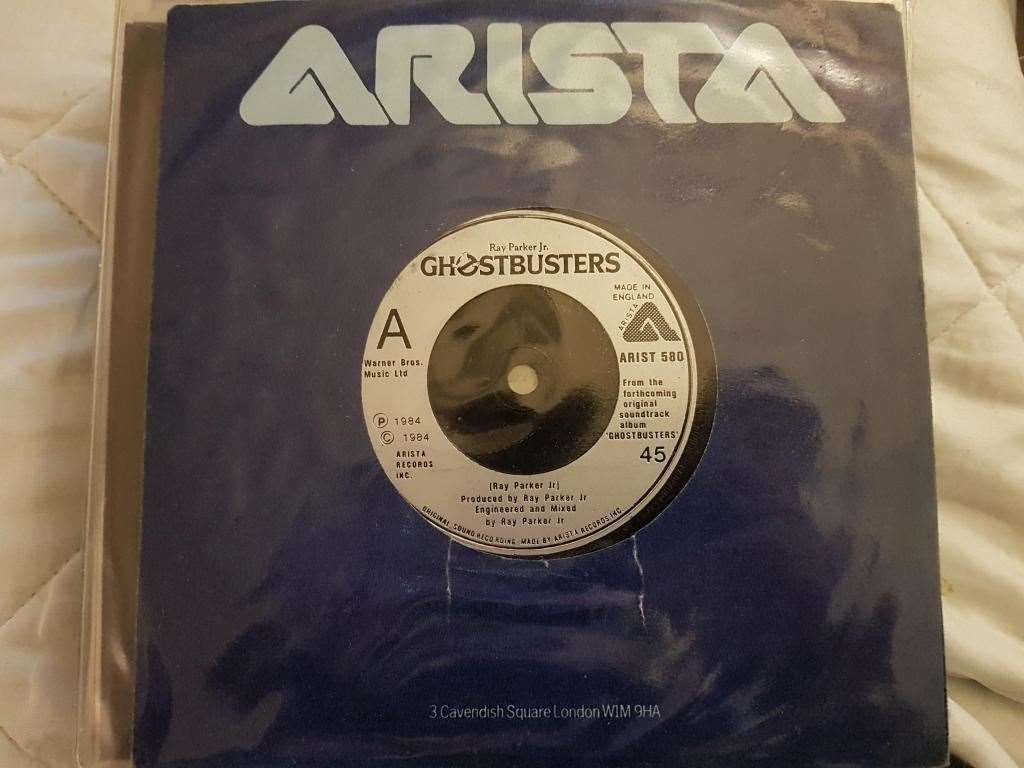 ARISTA
Ray Parker Jr.
GHOSTBUSTERS
MADE IN
ENGLAND
ARISTA
A
ARIST 580
Warner Bros.
Music Ltd
From the
forthcoming
original
soundtrack
album
'GHOSTBUSTERS'
45
Ⓟ 1984
© 1984
ARISTA
RECORDS
INC.
(Ray Parker Jr)
Produced by Ray Parker Jr
Engineered and Mixed
by Ray Parker Jr
ORIGINAL SOUND RECORDING MADE BY ARISTA RECORDS INC.
3 Cavendish Square London W1M 9HA